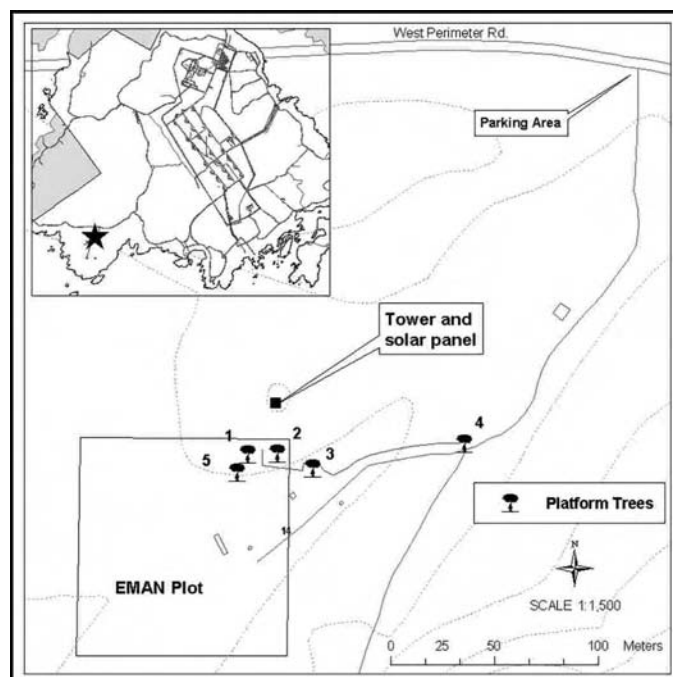 West Perimeter Rd.
Parking Area
Tower and
solar panel
1
2
3
4
5
14
Platform Trees
EMAN Plot
N
SCALE 1:1,500
0 25 50 100 Meters